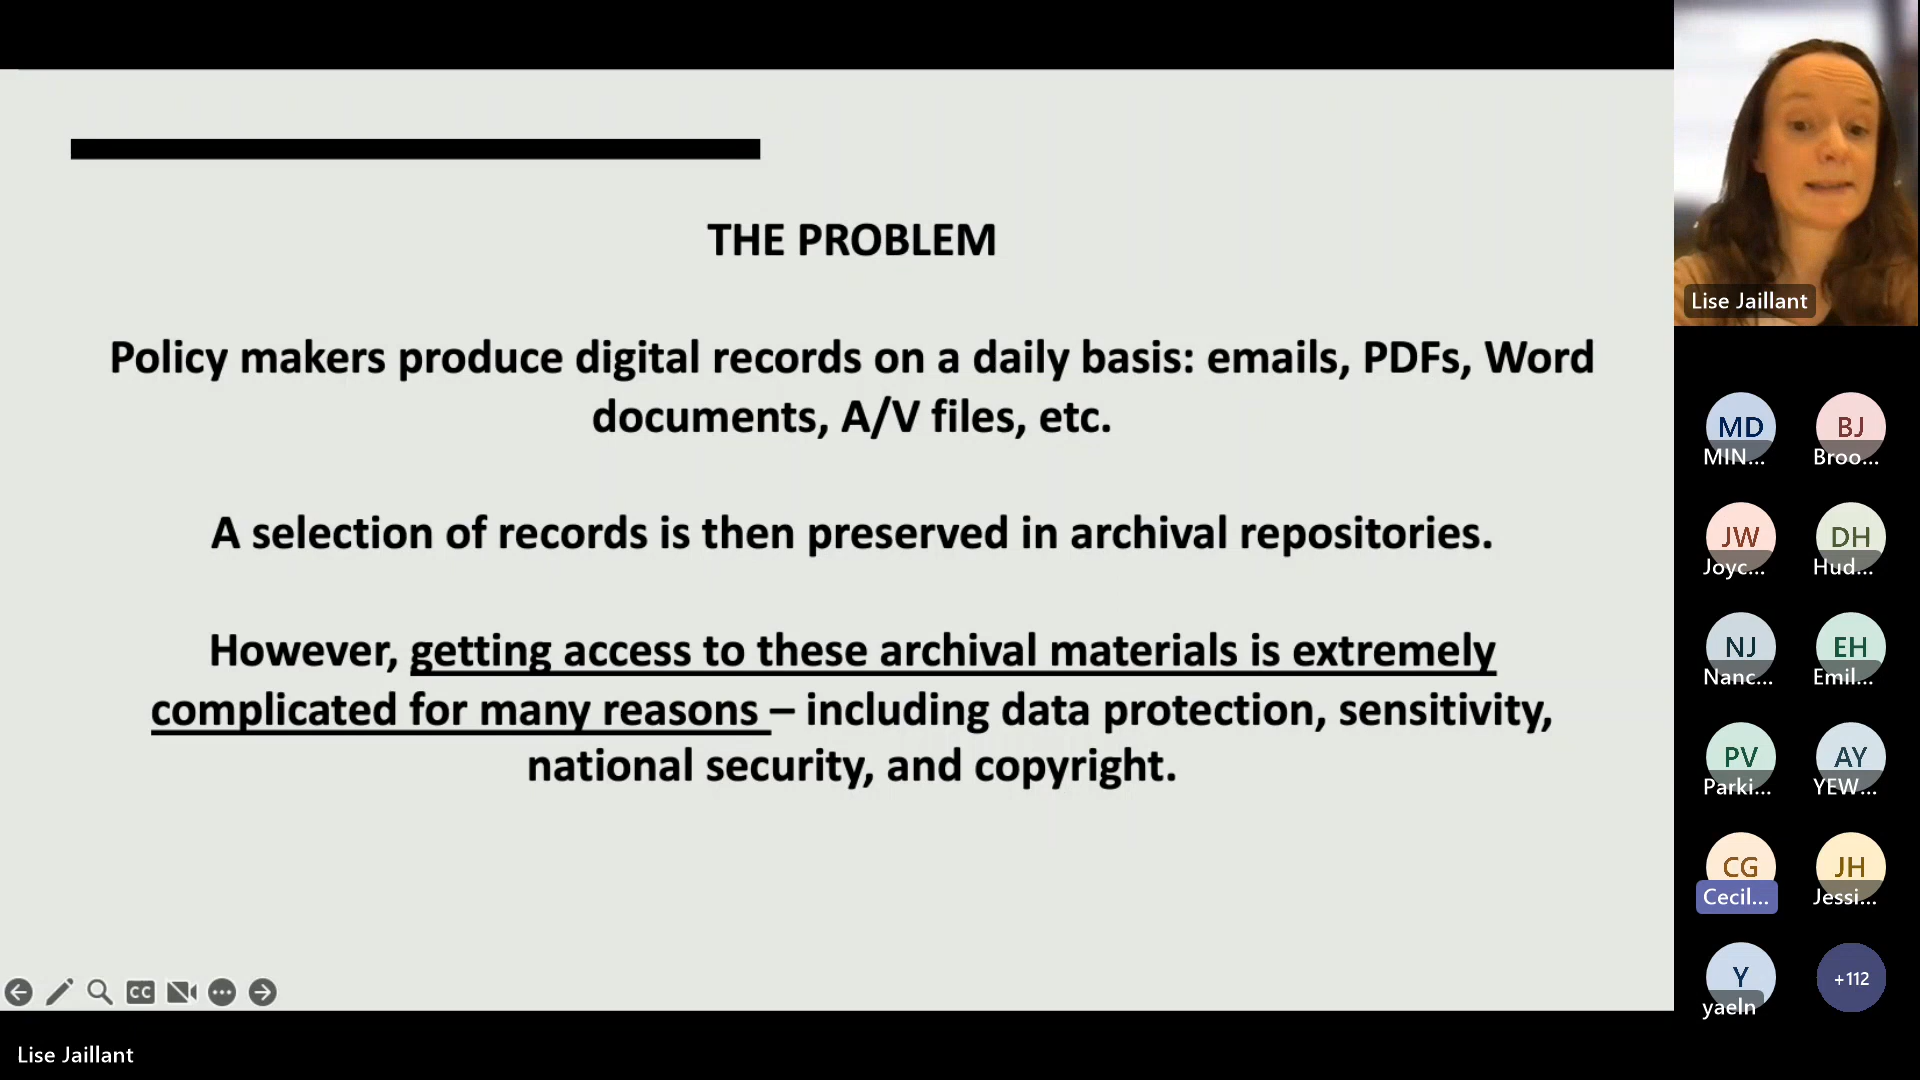 THE PROBLEM
Policy makers produce digital records on a daily basis: emails, PDFs, Word
documents, A/V files, etc.
A selection of records is then preserved in archival repositories.
However, getting access to these archival materials is extremely
complicated for many reasons – including data protection, sensitivity,
national security, and copyright.
CC
Lise Jaillant
Lise Jaillant
MD
MIN...
BJ
Broo...
JW
Joyc...
DH
Hud...
NJ
Nanc...
EH
Emil...
PV
Parki...
AY
YEW...
CG
Cecil...
JH
Jessi...
Y
yaeln
+112